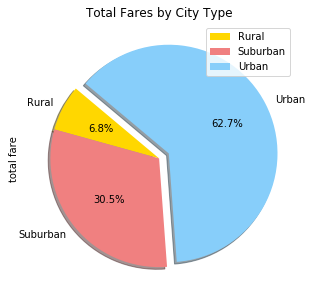 Total Fares by City Type
Rural
Suburban
Urban
Urban
Rural
6.8%
62.7%
total fare
30.5%
Suburban